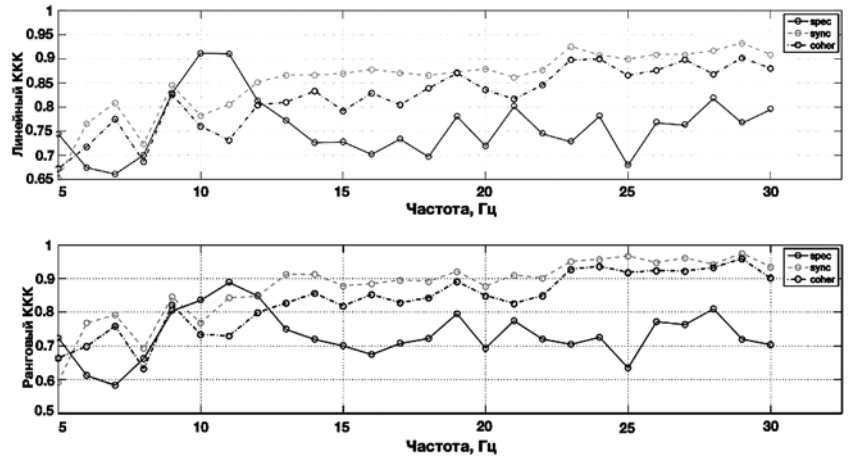 1
0.95
0.9
0.85
0.8
0.75
0.7
0.65
Линейный ККК
5
10
15
20
25
30
Частота, Гц
spec
sync
coher
1
0.9
0.8
0.7
0.6
0.5
Ранговый ККК
5
10
15
20
25
30
Частота, Гц
spec
sync
coher